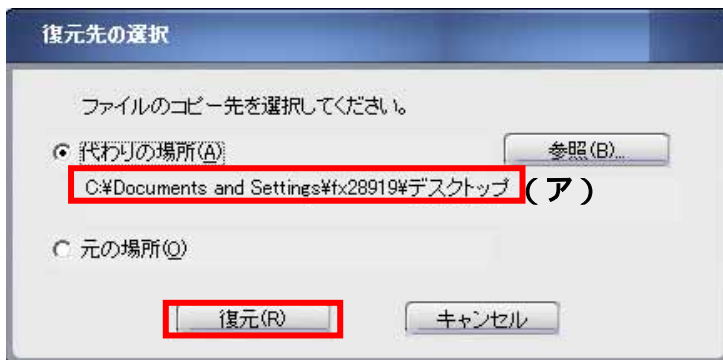 復元先の選択
ファイルのコピー先を選択してください。
代わりの場所(A) 参照(B)...
C:¥Documents and Settings¥fx28919¥デスクトップ (ア)
元の場所(O)
復元(R) キャンセル